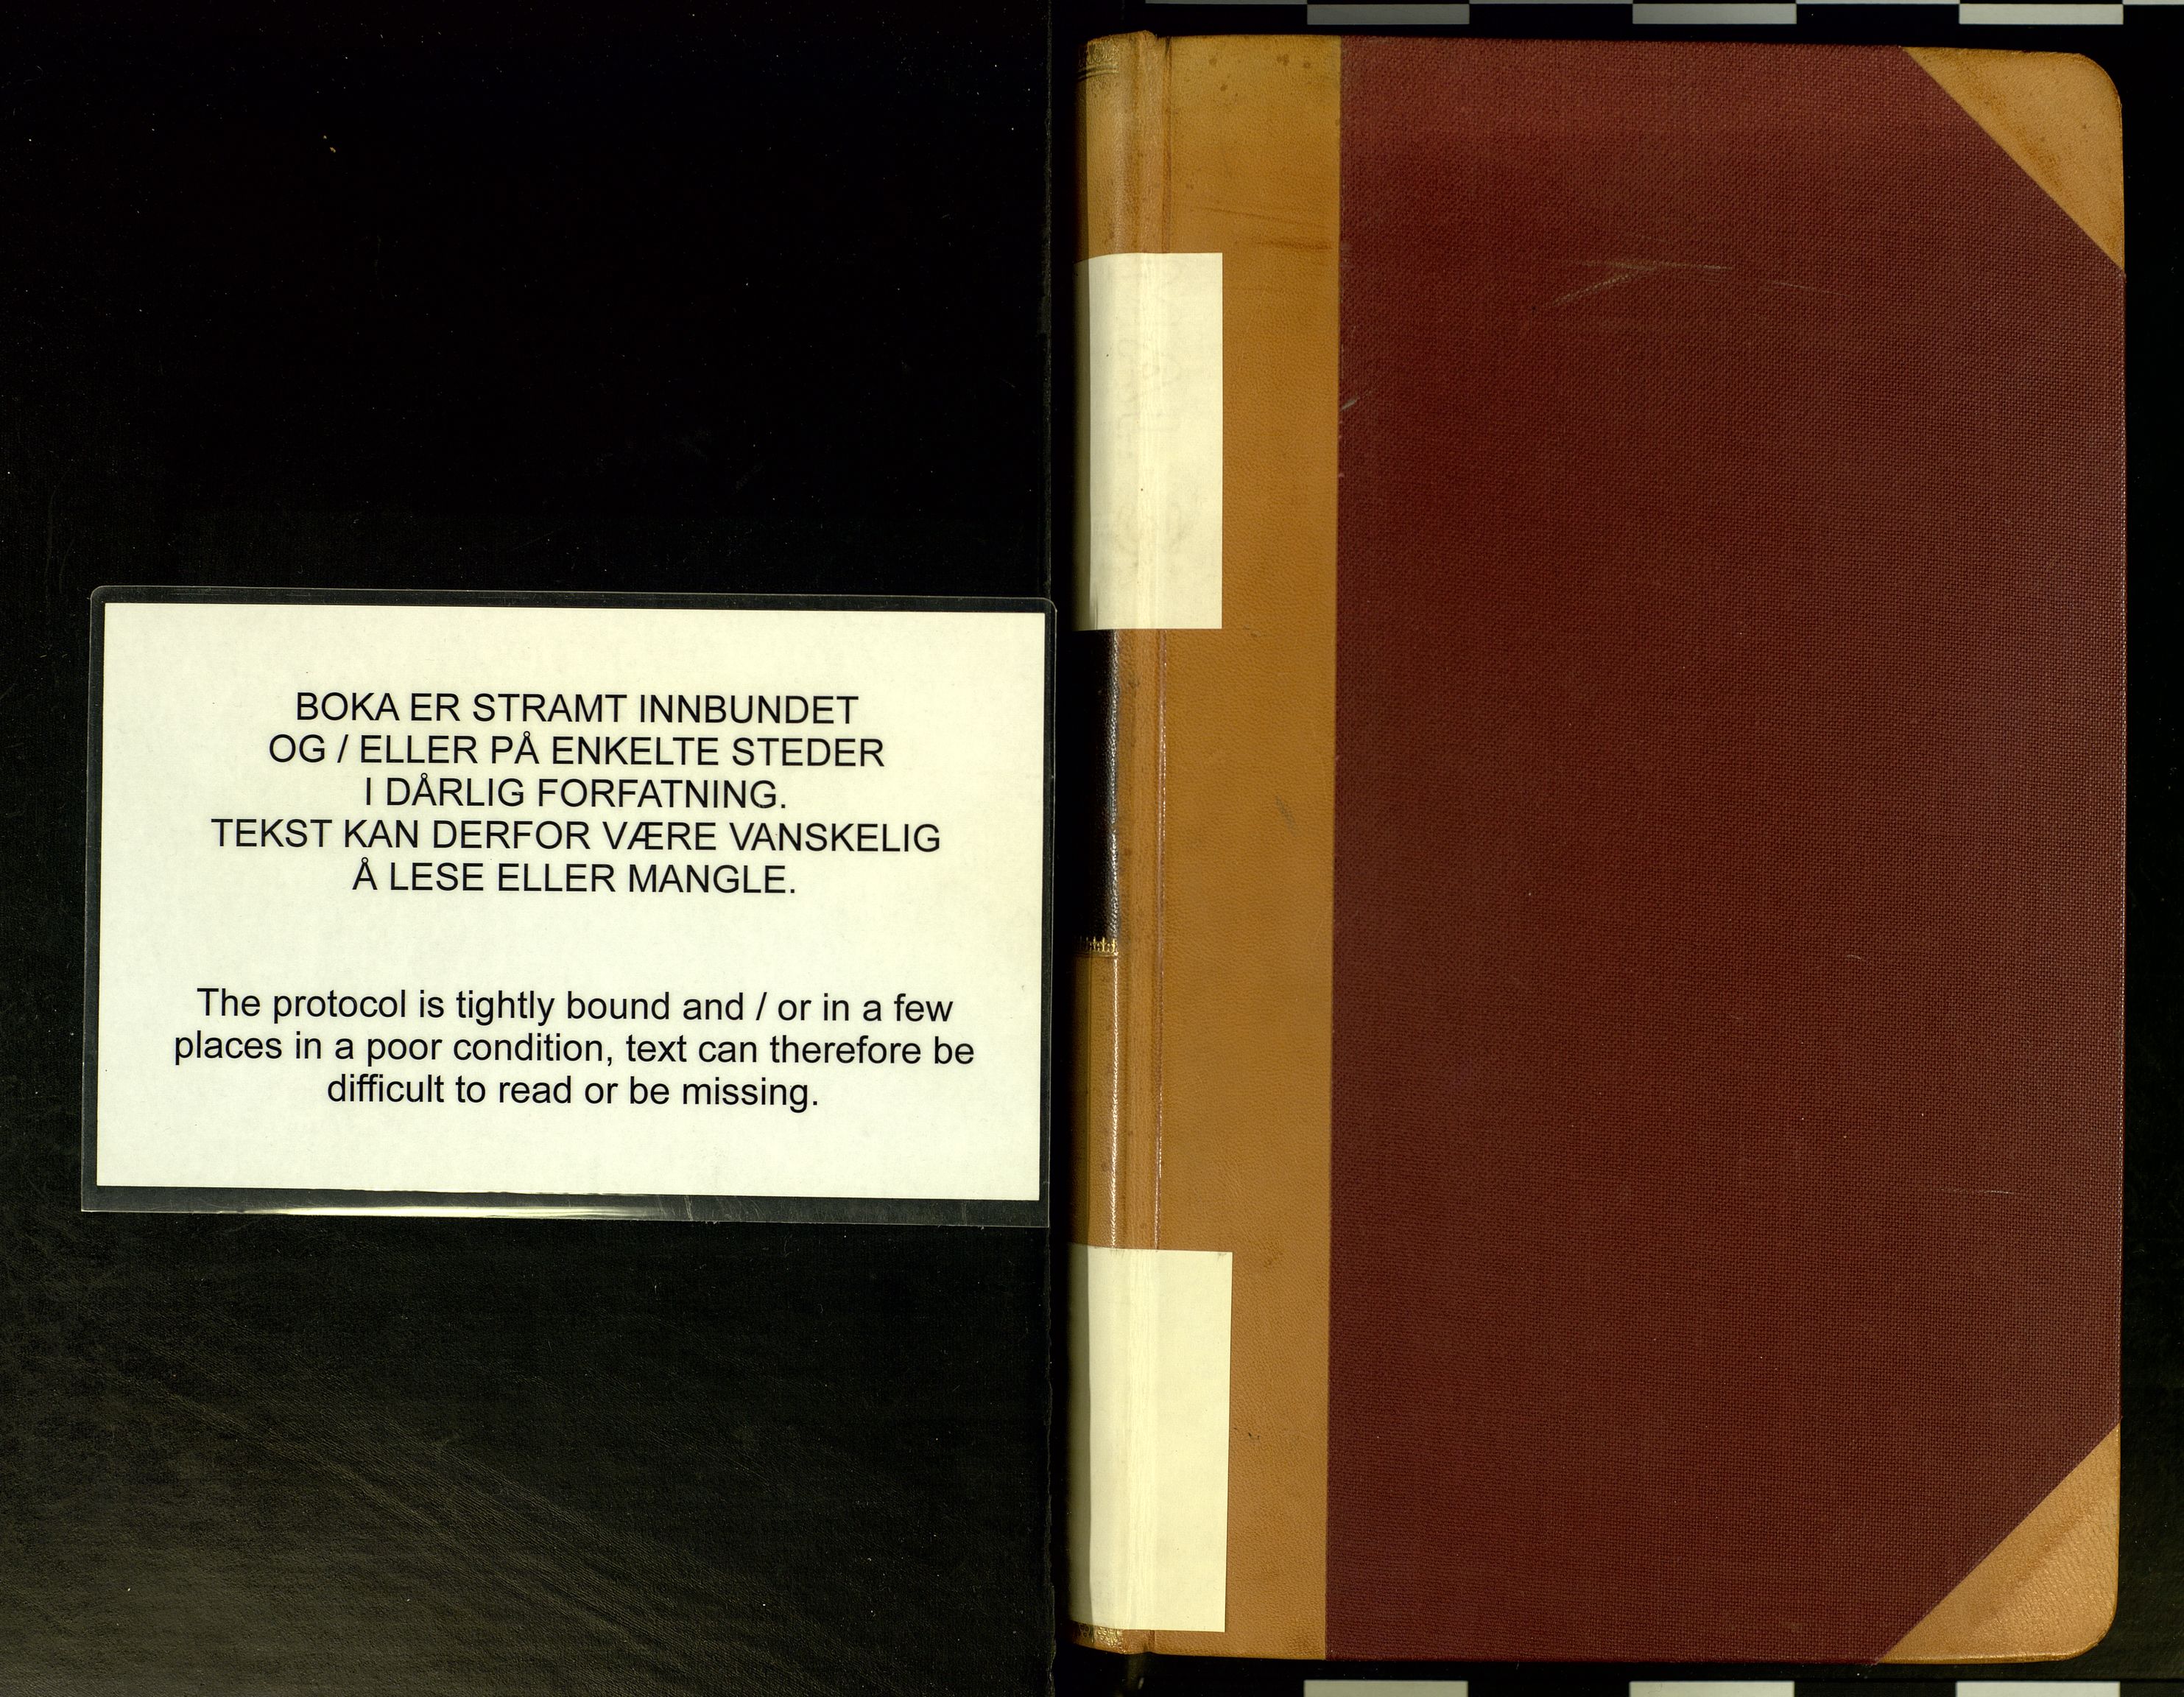 BOKA ER STRAMT INNBUNDET
OG / ELLER PÅ ENKELTE STEDER
I DÅRLIG FORFATNING.
TEKST KAN DERFOR VÆRE VANSKELIG
Å LESE ELLER MANGLE.
The protocol is tightly bound and / or in a few
places in a poor condition, text can therefore be
difficult to read or be missing.